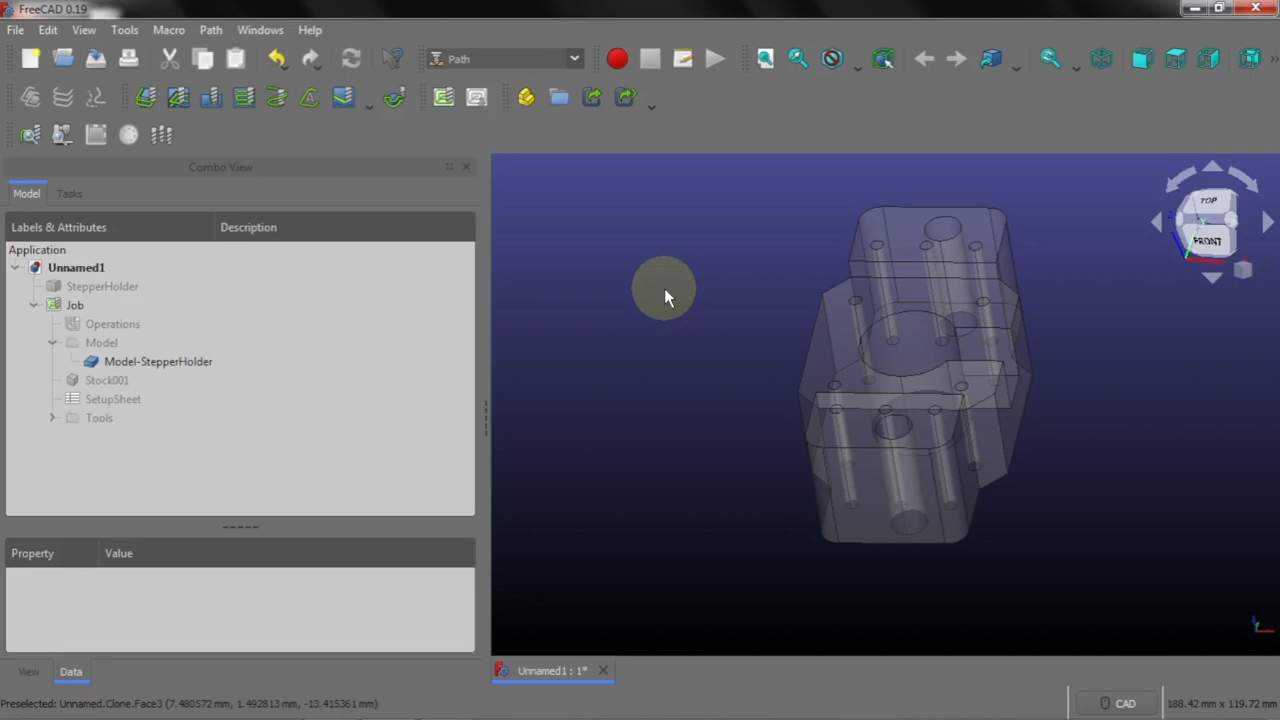 FreeCAD 0.19
File Edit View Tools Macro Path Windows Help
Path
Combo View
Model Tasks
Labels & Attributes Description
Application
Unnamed1
StepperHolder
Job
Operations
Model
Model-StepperHolder
Stock001
SetupSheet
Tools
TOP
FRONT
Z
Property Value
View Data
Unnamed1 : 1*
Preselected: Unnamed.Clone.Face3 (7.480572 mm, 1.492813 mm, -13.415361 mm)
CAD
188.42 mm x 119.72 mm